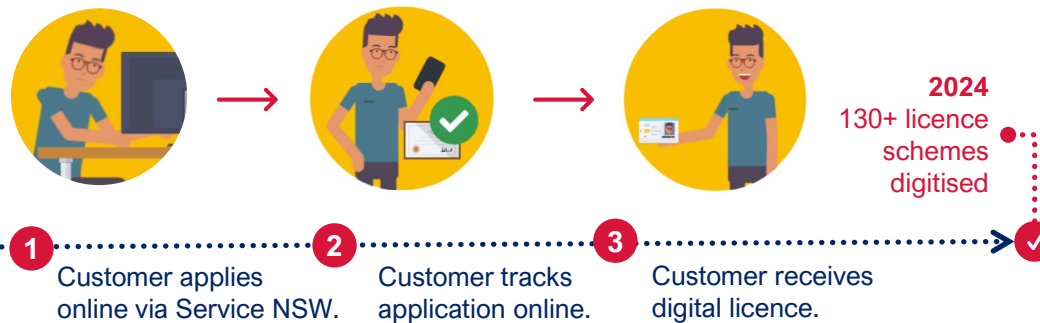 2024
130+ licence
schemes
digitised
1
2
3
Customer applies
online via Service NSW.
Customer tracks
application online.
Customer receives
digital licence.